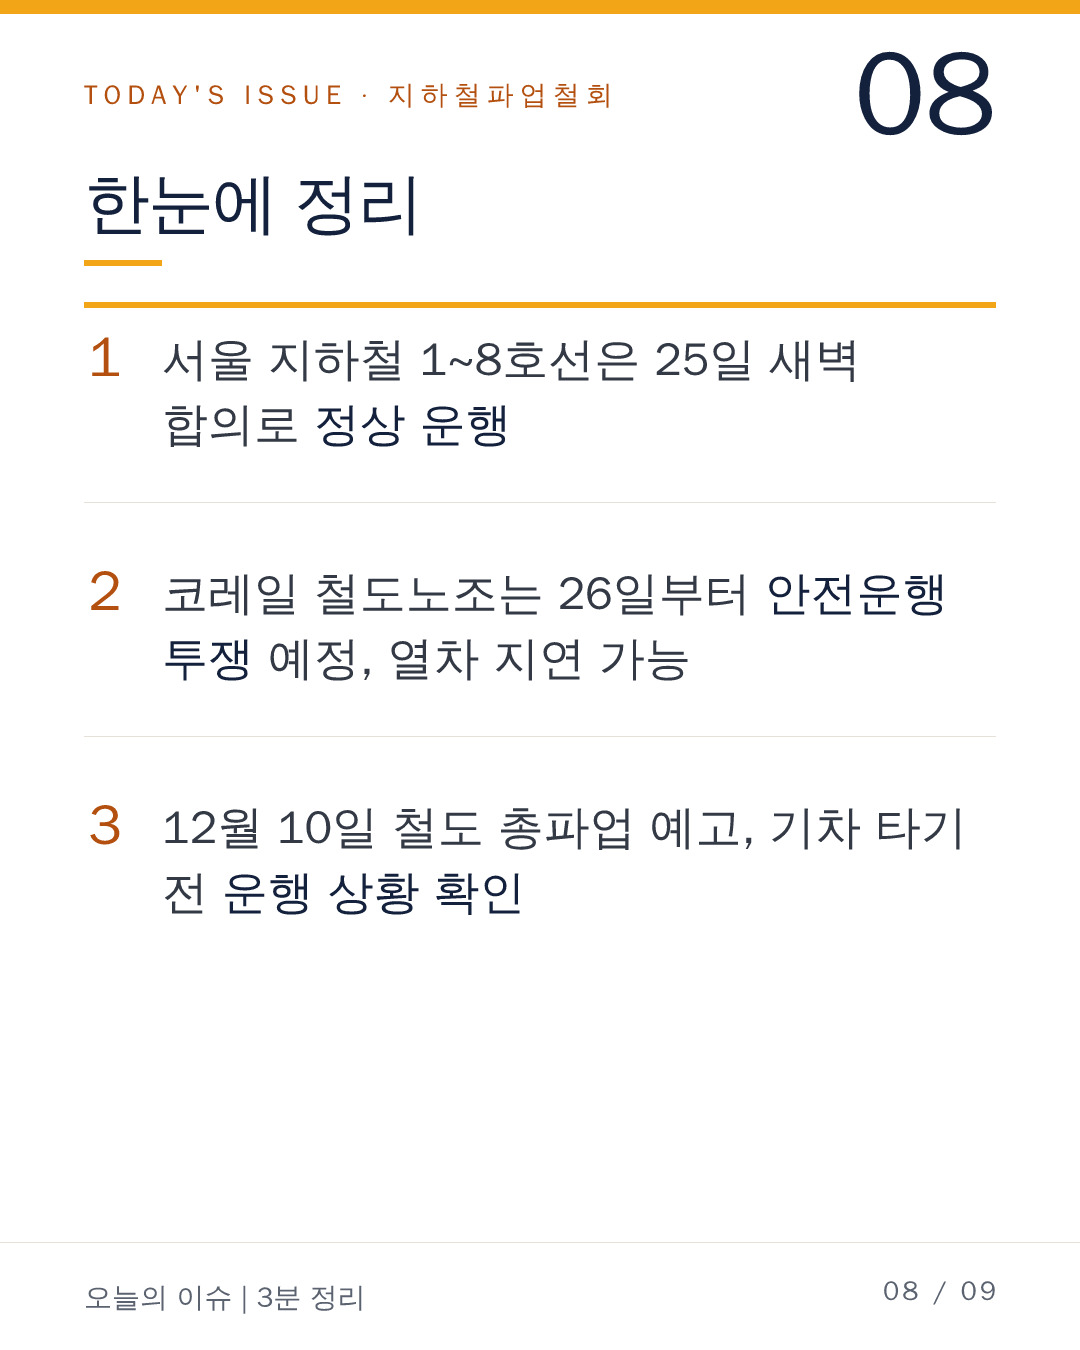 TODAY'S ISSUE · 지하철파업철회
08
한눈에 정리
1 서울 지하철 1~8호선은 25일 새벽
합의로 정상 운행
2 코레일 철도노조는 26일부터 안전운행
투쟁 예정, 열차 지연 가능
3 12월 10일 철도 총파업 예고, 기차 타기
전 운행 상황 확인
오늘의 이슈 | 3분 정리
08 / 09